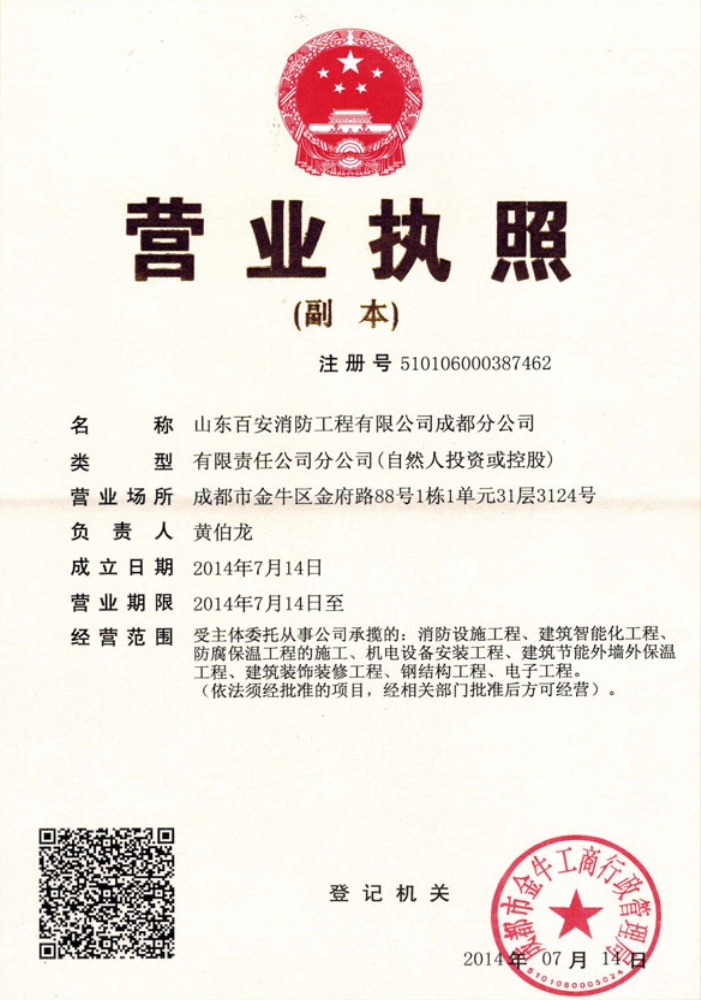 营业执照
(副 本)
注册号 510106000387462
名 称 山东百安消防工程有限公司成都分公司
类 型 有限责任公司分公司(自然人投资或控股)
营业场所 成都市金牛区金府路88号1栋1单元31层3124号
负 责 人 黄伯龙
成立日期 2014年7月14日
营业期限 2014年7月14日至
经营范围 受主体委托从事公司承揽的：消防设施工程、建筑智能化工程、
防腐保温工程的施工、机电设备安装工程、建筑节能外墙外保温
工程、建筑装饰装修工程、钢结构工程、电子工程。
（依法须经批准的项目，经相关部门批准后方可经营）。
登记机关
成都市金牛工商行政管理局
2014年 07月 14日
5101060005024